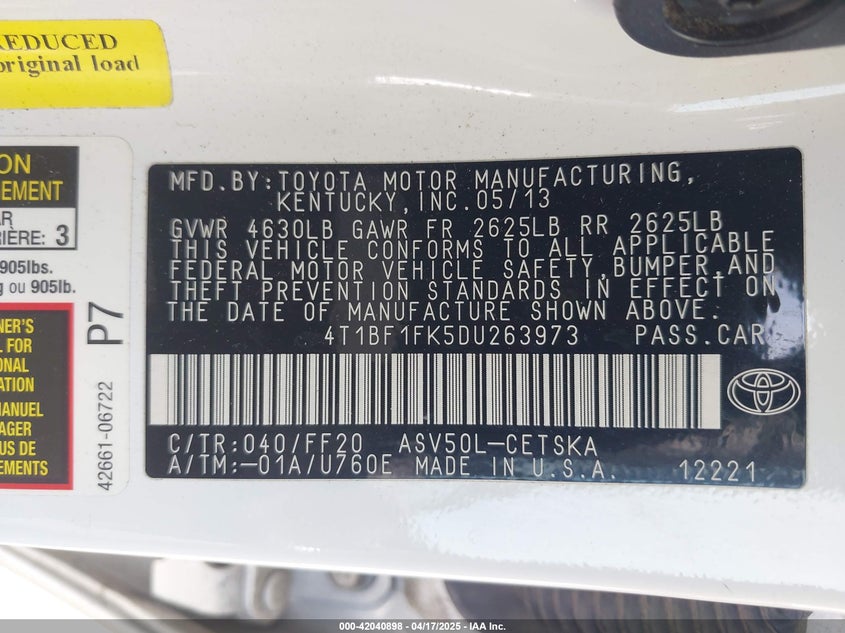 REDUCED
original load
ON
EMENT
AR
RIÈRE: 3
905lbs.
g ou 905lb.
NER'S
L FOR
IONAL
ATION
MANUEL
AGER
US DE
MENTS
42661-06722
P7
MFD.BY:TOYOTA MOTOR MANUFACTURING,
KENTUCKY,INC.05/13
GVWR 4630LB GAWR FR 2625LB RR 2625LB
THIS VEHICLE CONFORMS TO ALL APPLICABLE
FEDERAL MOTOR VEHICLE SAFETY,BUMPER,AND
THEFT PREVENTION STANDARDS IN EFFECT ON
THE DATE OF MANUFACTURE SHOWN ABOVE.
4T1BF1FK5DU263973 PASS.CAR
C/TR:040/FF20 ASV50L-CETSKA
A/TM:-01A/U760E MADE IN U.S.A. 12221
000-42040898 - 04/17/2025 - IAA Inc.